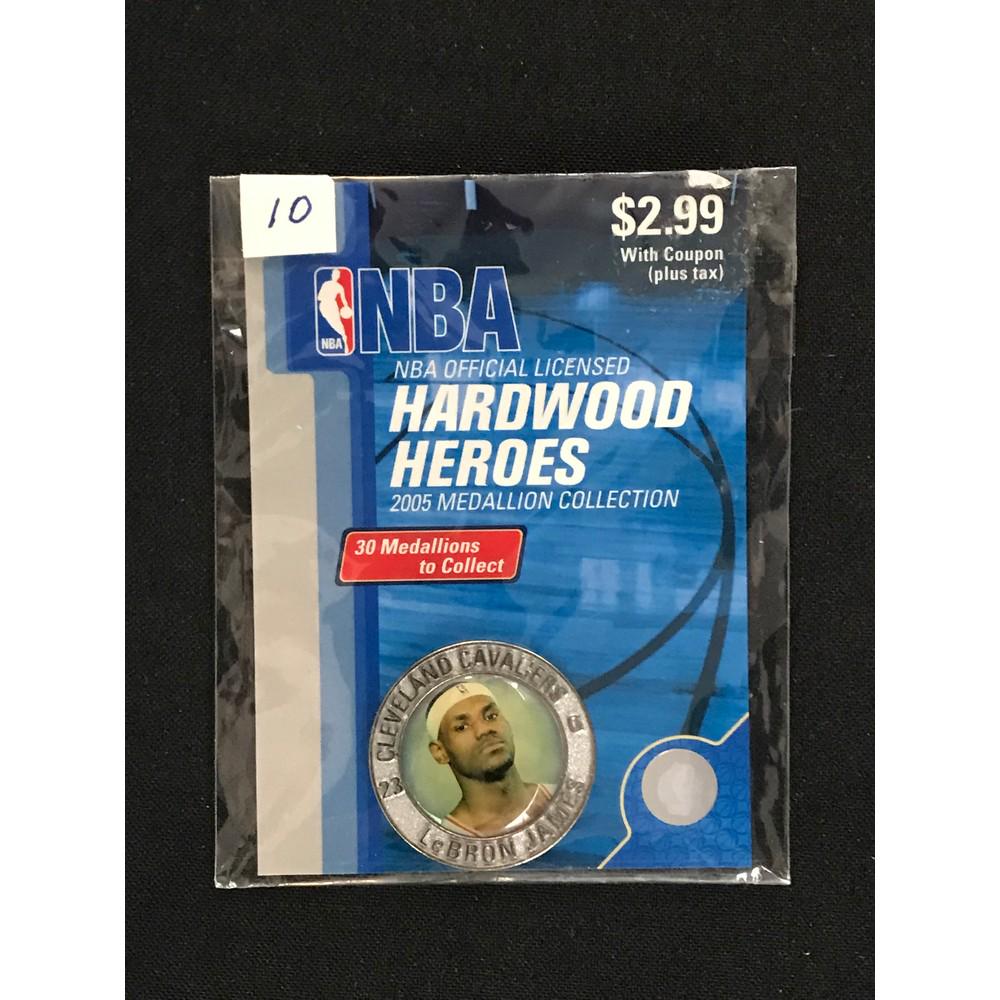 10
$2.99
With Coupon
(plus tax)
NBA
NBA
NBA OFFICIAL LICENSED
HARDWOOD
HEROES
2005 MEDALLION COLLECTION
30 Medallions
to Collect
CLEVELAND CAVALIERS
23
LeBRON JAMES